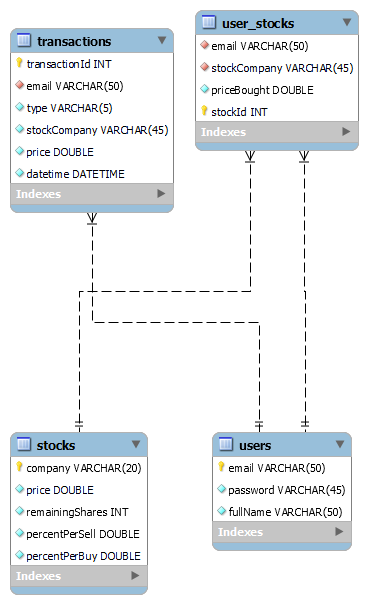 transactions
transactionId INT
email VARCHAR(50)
type VARCHAR(5)
stockCompany VARCHAR(45)
price DOUBLE
datetime DATETIME
Indexes
user_stocks
email VARCHAR(50)
stockCompany VARCHAR(45)
priceBought DOUBLE
stockId INT
Indexes
stocks
company VARCHAR(20)
price DOUBLE
remainingShares INT
percentPerSell DOUBLE
percentPerBuy DOUBLE
Indexes
users
email VARCHAR(50)
password VARCHAR(45)
fullName VARCHAR(50)
Indexes